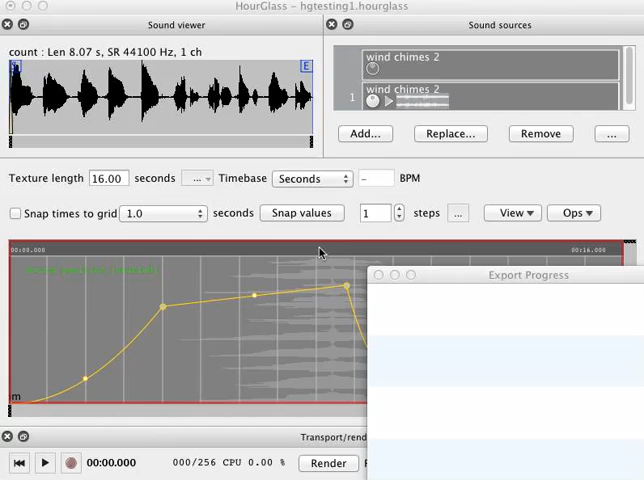 HourGlass – hgtesting1.hourglass
Sound viewer
Sound sources
count : Len 8.07 s, SR 44100 Hz, 1 ch
S
E
wind chimes 2
1
wind chimes 2
Add...
Replace...
Remove
...
Texture length 16.00 seconds ... Timebase Seconds – BPM
Snap times to grid 1.0 seconds Snap values 1 steps ... View Ops
00:00.000
00:16.000
Export Progress
m
Transport/rend
00:00.000 000/256 CPU 0.00 % Render